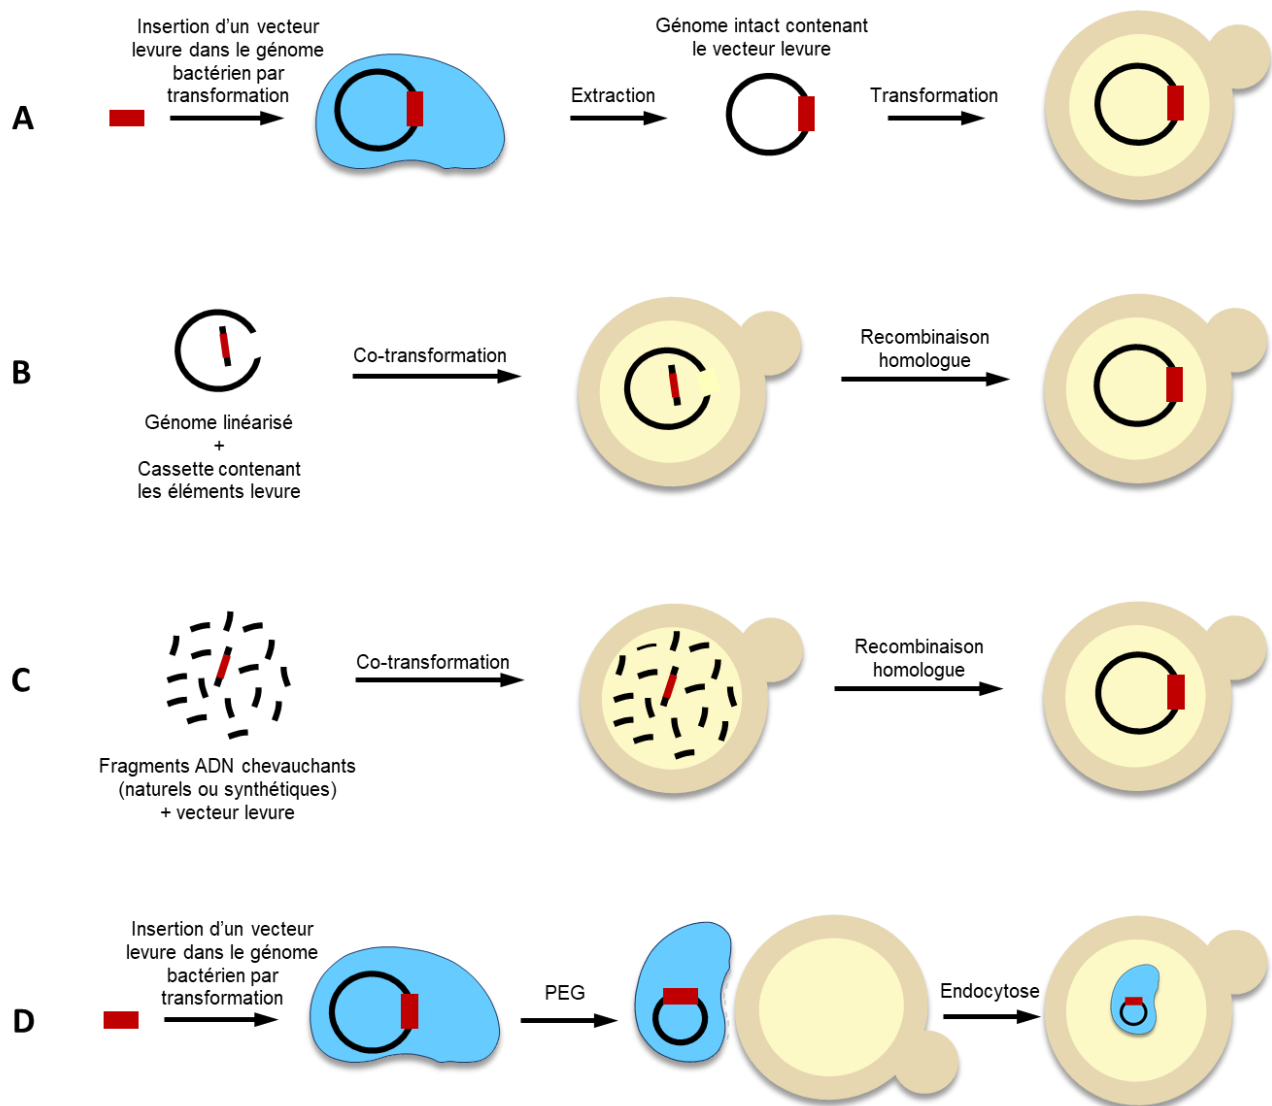 A
Insertion d’un vecteur
levure dans le génome
bactérien par
transformation
Extraction
Génome intact contenant
le vecteur levure
Transformation
B
Génome linéarisé
+
Cassette contenant
les éléments levure
Co-transformation
Recombinaison
homologue
C
Fragments ADN chevauchants
(naturels ou synthétiques)
+ vecteur levure
Co-transformation
Recombinaison
homologue
D
Insertion d’un vecteur
levure dans le génome
bactérien par
transformation
PEG
Endocytose